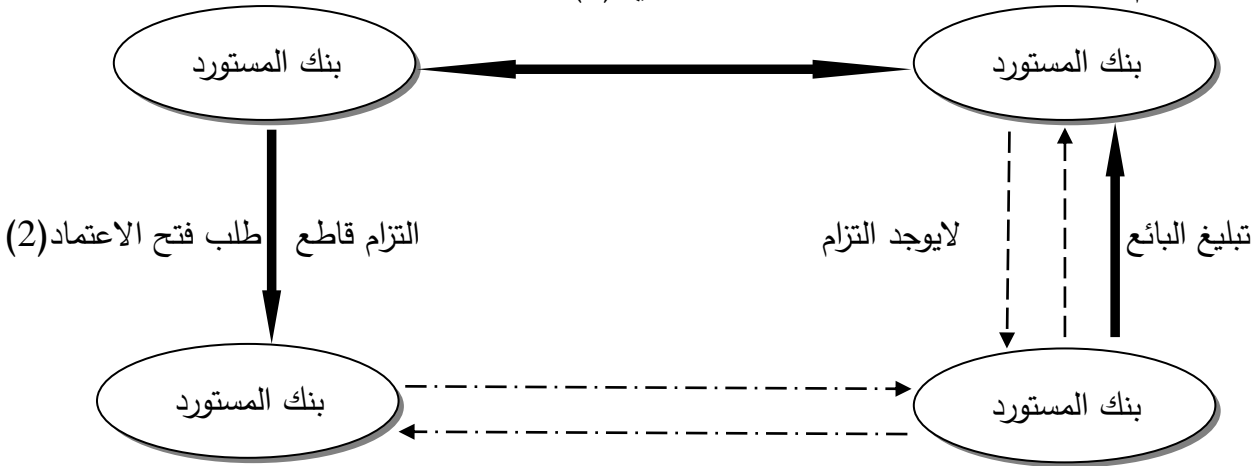 بنك المستورد
بنك المستورد
تبليغ البائع
لايوجد التزام
التزام قاطع
طلب فتح الاعتماد(2)
بنك المستورد
بنك المستورد